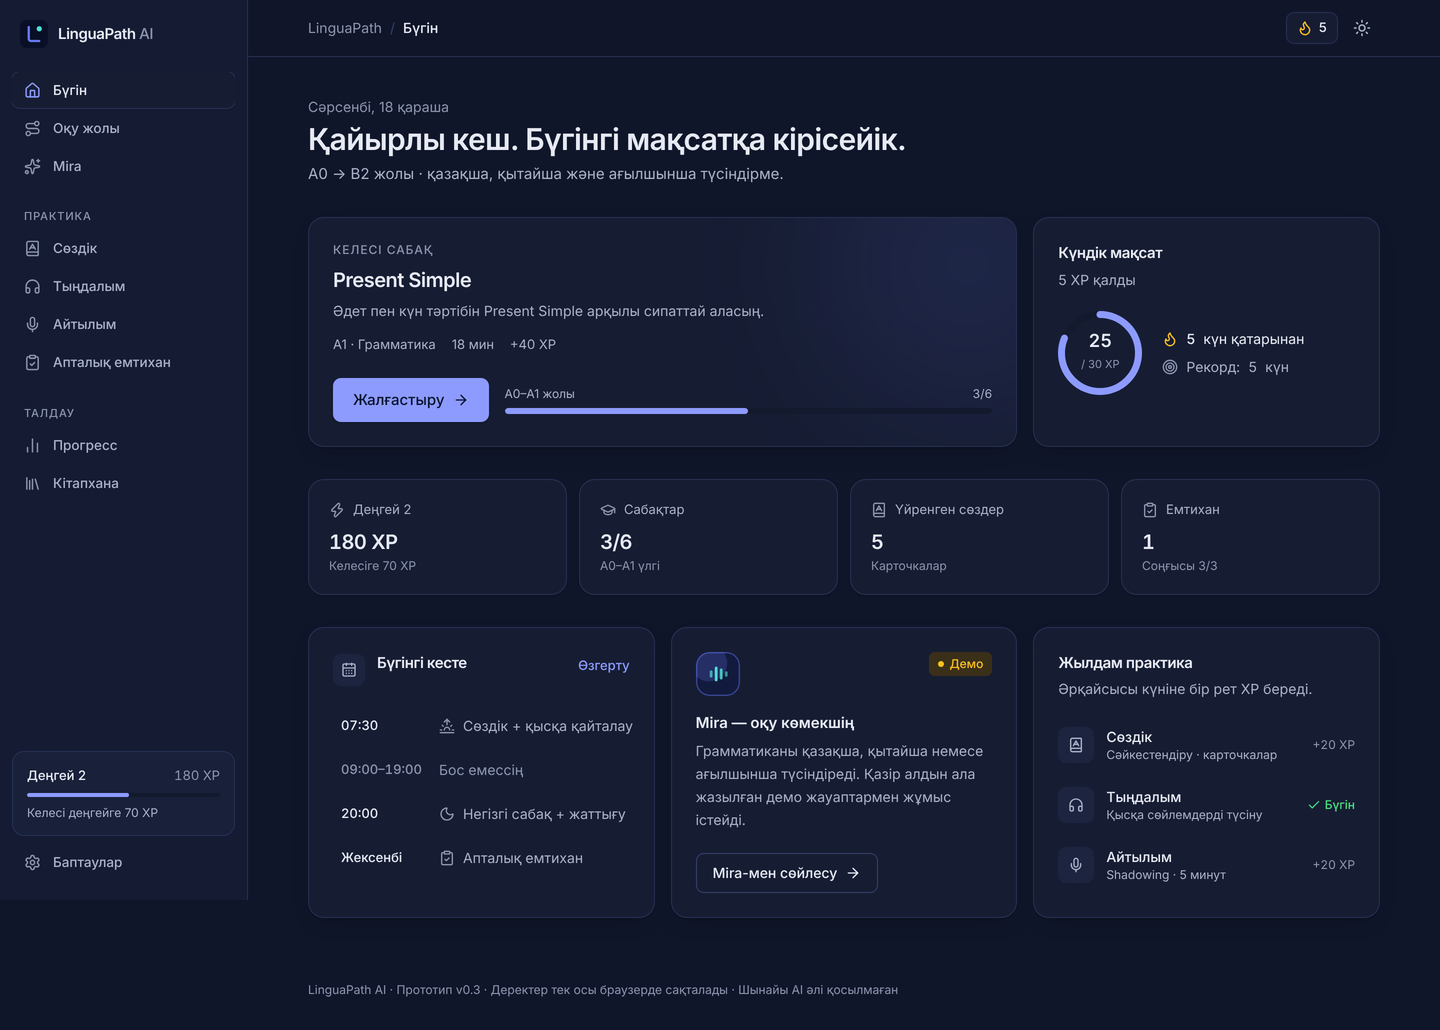 LinguaPath AI
Бүгін
Оқу жолы
Mira
ПРАКТИКА
Сөздік
Тыңдалым
Айтылым
Апталық емтихан
ТАЛДАУ
Прогресс
Кітапхана
Деңгей 2 180 XP
Келесі деңгейге 70 XP
Баптаулар
LinguaPath / Бүгін
5
Сәрсенбі, 18 қараша
Қайырлы кеш. Бүгінгі мақсатқа кірісейік.
A0 → B2 жолы · қазақша, қытайша және ағылшынша түсіндірме.
КЕЛЕСІ САБАҚ
Present Simple
Әдет пен күн тәртібін Present Simple арқылы сипаттай аласың.
A1 · Грамматика 18 мин +40 XP
Жалғастыру →
A0–A1 жолы 3/6
Күндік мақсат
5 XP қалды
25
/ 30 XP
5 күн қатарынан
Рекорд: 5 күн
Деңгей 2
180 XP
Келесіге 70 XP
Сабақтар
3/6
A0–A1 үлгі
Үйренген сөздер
5
Карточкалар
Емтихан
1
Соңғысы 3/3
Бүгінгі кесте
Өзгерту
07:30 Сөздік + қысқа қайталау
09:00–19:00 Бос емессің
20:00 Негізгі сабақ + жаттығу
Жексенбі Апталық емтихан
Демо
Mira — оқу көмекшің
Грамматиканы қазақша, қытайша немесе
ағылшынша түсіндіреді. Қазір алдын ала
жазылған демо жауаптармен жұмыс
істейді.
Mira-мен сөйлесу →
Жылдам практика
Әрқайсысы күніне бір рет XP береді.
Сөздік
Сәйкестендіру · карточкалар
+20 XP
Тыңдалым
Қысқа сөйлемдерді түсіну
Бүгін
Айтылым
Shadowing · 5 минут
+20 XP
LinguaPath AI · Прототип v0.3 · Деректер тек осы браузерде сақталады · Шынайы AI әлі қосылмаған